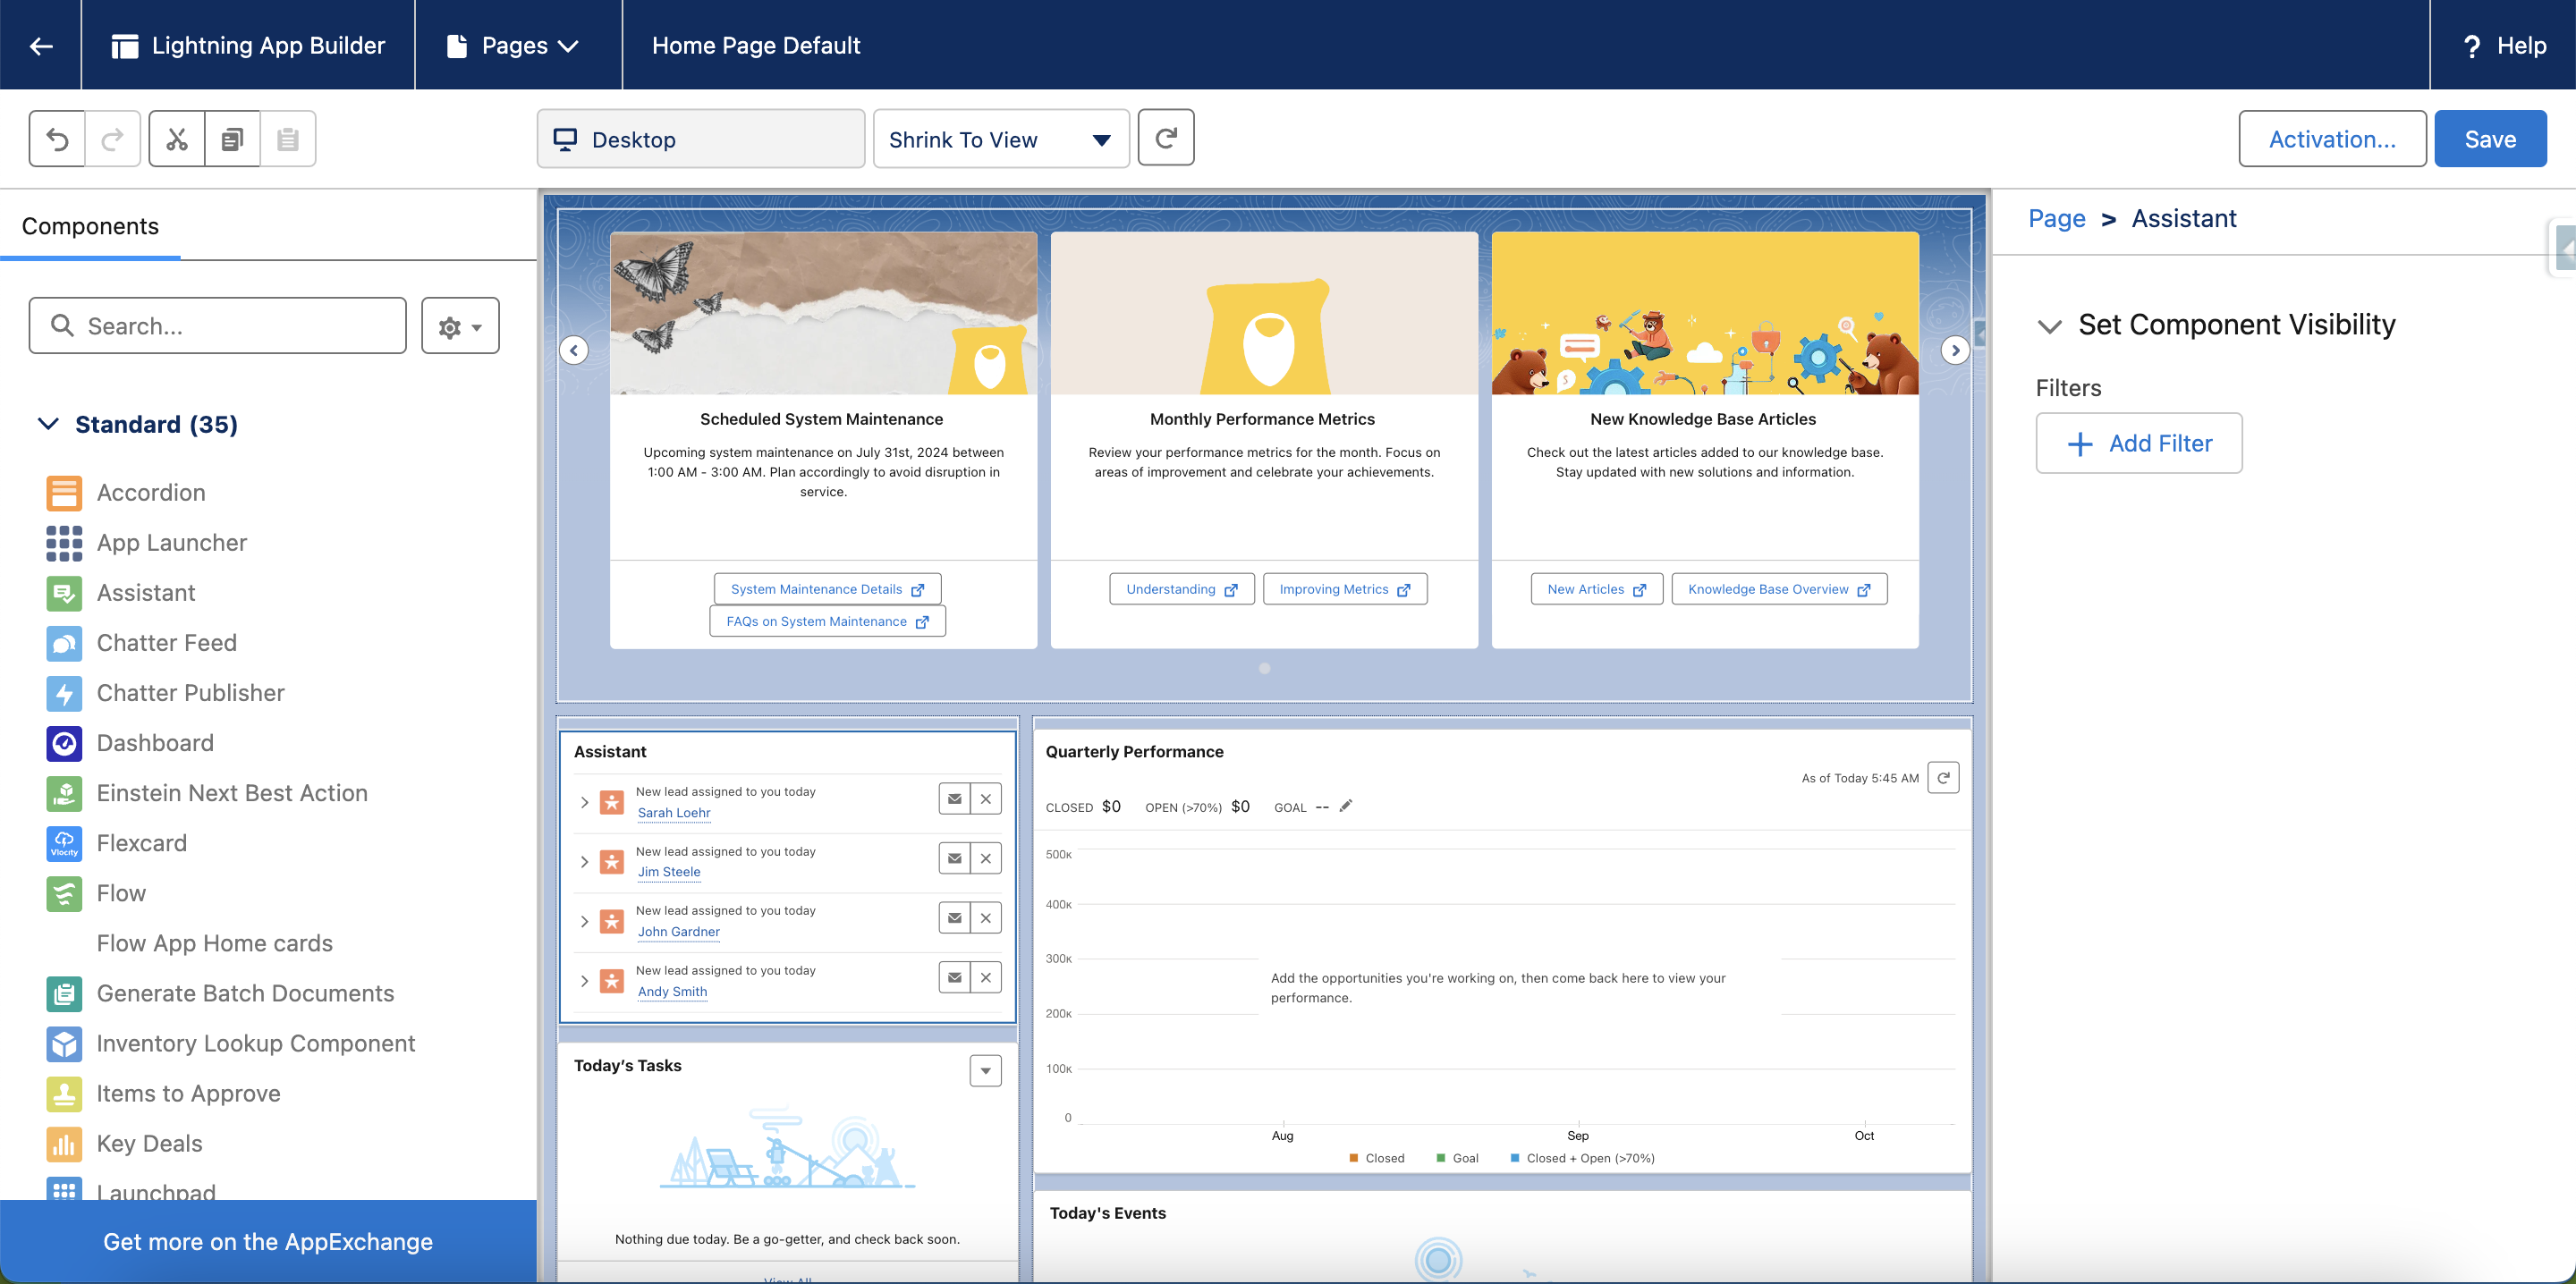 Lightning App Builder
Pages
Home Page Default
? Help
Desktop
Shrink To View
Activation...
Save
Components
Search...
Standard (35)
Accordion
App Launcher
Assistant
Chatter Feed
Chatter Publisher
Dashboard
Einstein Next Best Action
Vlocity
Flexcard
Flow
Flow App Home cards
Generate Batch Documents
Inventory Lookup Component
Items to Approve
Key Deals
Launchpad
Get more on the AppExchange
Scheduled System Maintenance
Upcoming system maintenance on July 31st, 2024 between
1:00 AM - 3:00 AM. Plan accordingly to avoid disruption in
service.
System Maintenance Details
FAQs on System Maintenance
Monthly Performance Metrics
Review your performance metrics for the month. Focus on
areas of improvement and celebrate your achievements.
Understanding
Improving Metrics
New Knowledge Base Articles
Check out the latest articles added to our knowledge base.
Stay updated with new solutions and information.
New Articles
Knowledge Base Overview
Assistant
New lead assigned to you today
Sarah Loehr
New lead assigned to you today
Jim Steele
New lead assigned to you today
John Gardner
New lead assigned to you today
Andy Smith
Today's Tasks
Nothing due today. Be a go-getter, and check back soon.
View All
Quarterly Performance
As of Today 5:45 AM
CLOSED $0 OPEN (>70%) $0 GOAL --
500K
400K
300K
200K
100K
0
Add the opportunities you're working on, then come back here to view your
performance.
Aug
Sep
Oct
Closed
Goal
Closed + Open (>70%)
Today's Events
Page > Assistant
Set Component Visibility
Filters
Add Filter